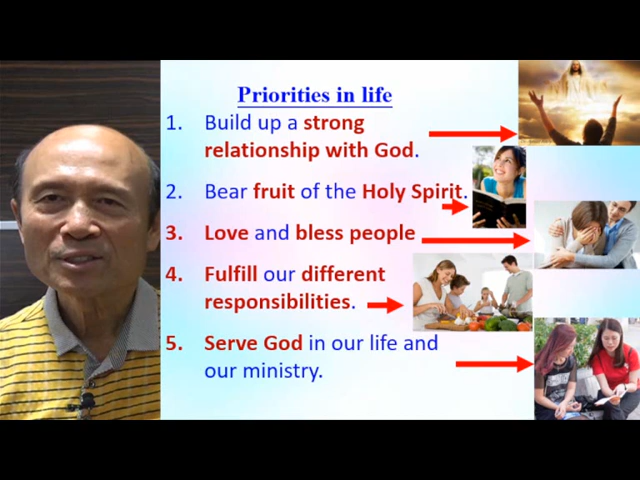 Priorities in life
1. Build up a strong
relationship with God.
2. Bear fruit of the Holy Spirit.
3. Love and bless people
4. Fulfill our different
responsibilities.
5. Serve God in our life and
our ministry.